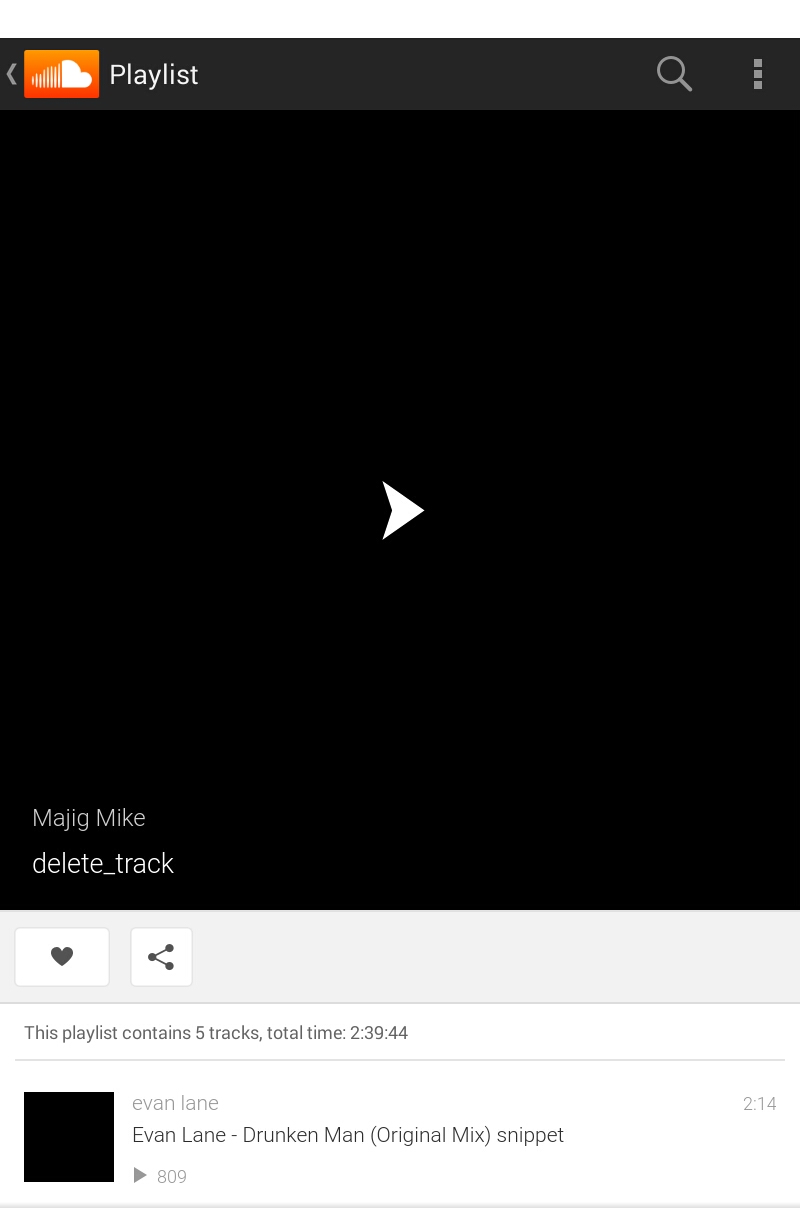 Playlist
Majig Mike
delete_track
This playlist contains 5 tracks, total time: 2:39:44
evan lane
2:14
Evan Lane - Drunken Man (Original Mix) snippet
809